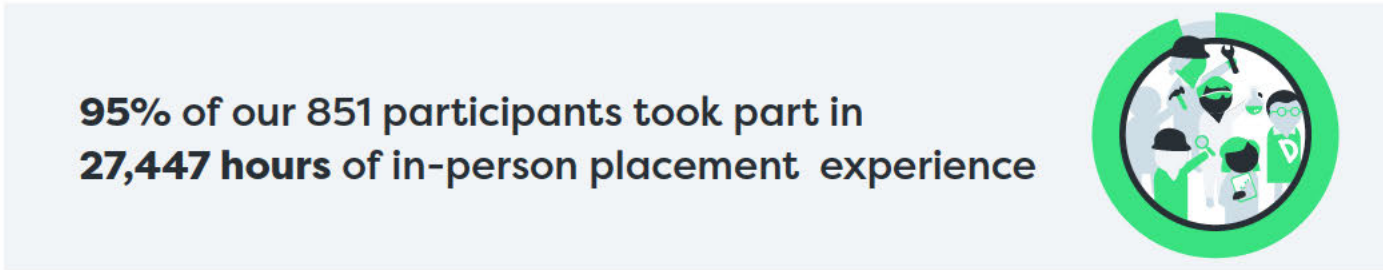 95% of our 851 participants took part in
27,447 hours of in-person placement experience
D